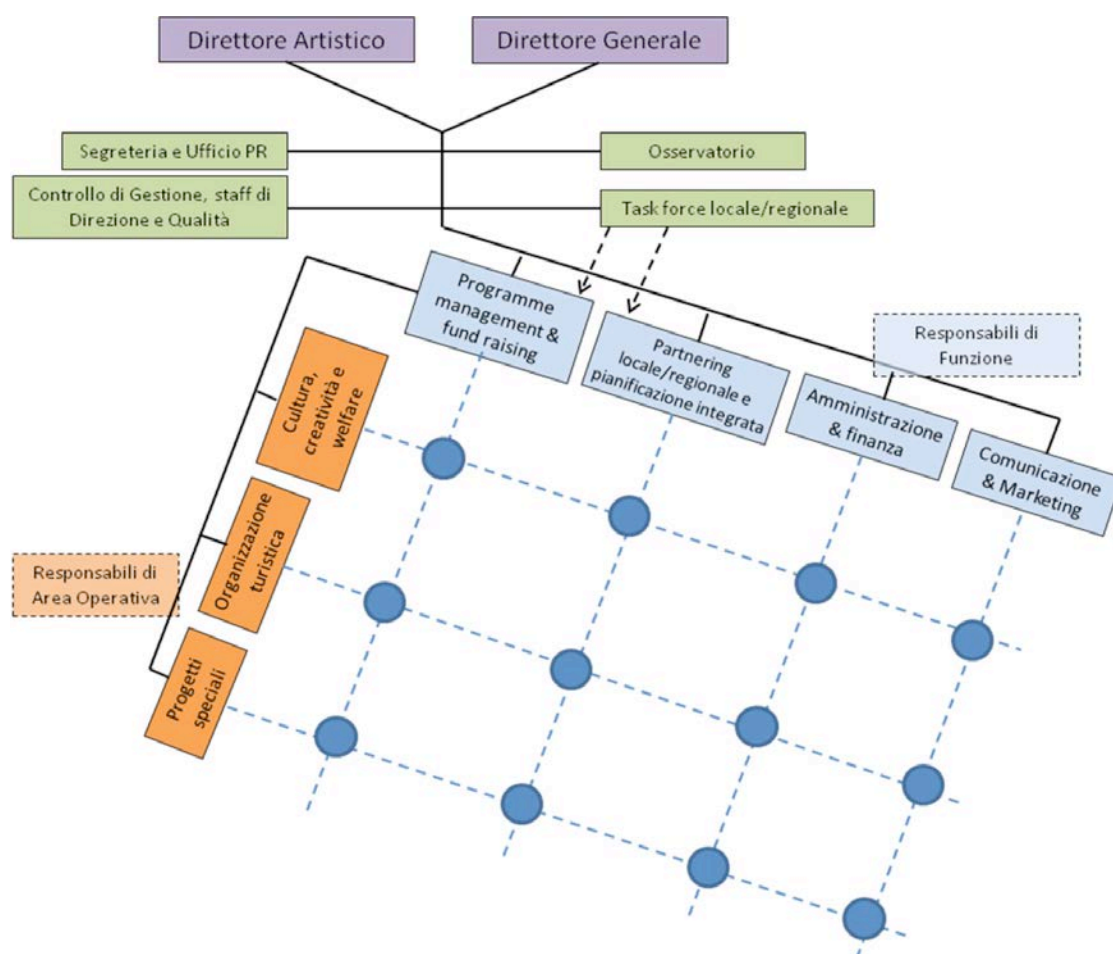 Direttore Artistico
Direttore Generale
Segreteria e Ufficio PR
Osservatorio
Controllo di Gestione, staff di
Direzione e Qualità
Task force locale/regionale
Programme
management &
fund raising
Partnering
locale/regionale e
pianificazione integrata
Responsabili di
Funzione
Amministrazione
& finanza
Comunicazione
& Marketing
Cultura,
creatività e
welfare
Organizzazione
turistica
Responsabili di
Area Operativa
Progetti
speciali